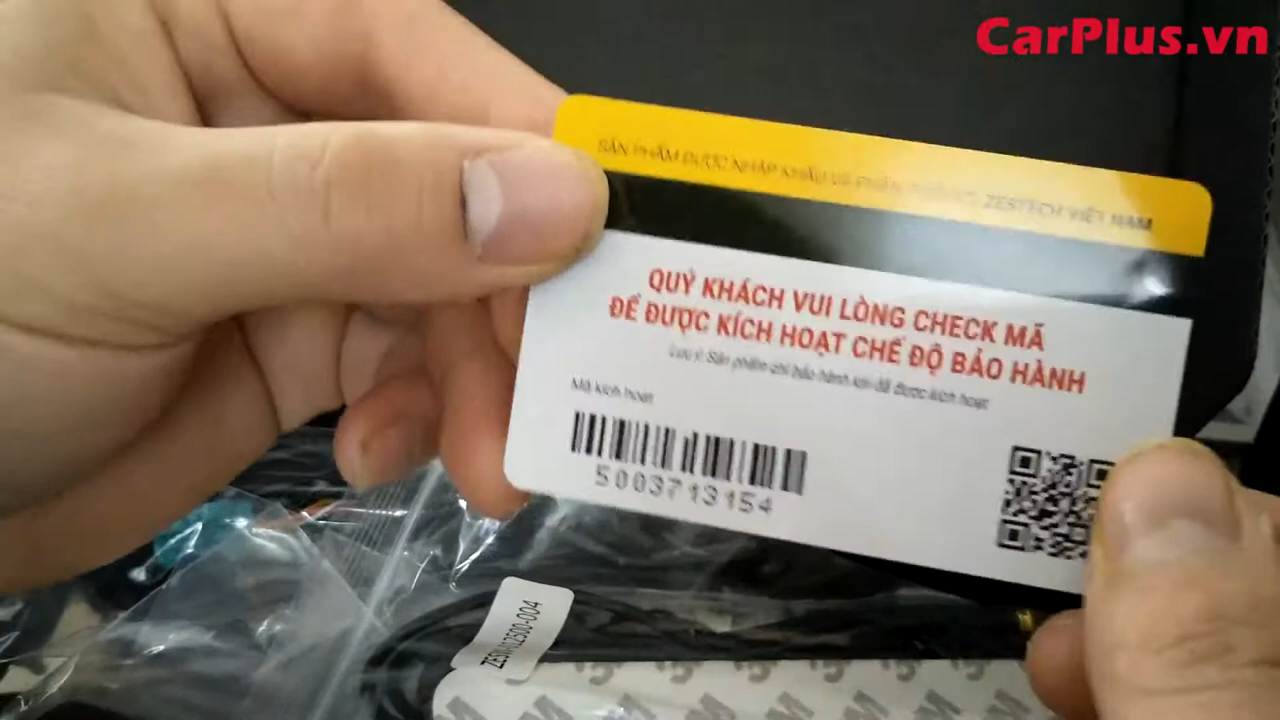 CarPlus.vn
SẢN PHẨM ĐƯỢC NHẬP KHẨU VÀ PHÂN PHỐI ZESTECH VIỆT NAM
QUÝ KHÁCH VUI LÒNG CHECK MÃ
ĐỂ ĐƯỢC KÍCH HOẠT CHẾ ĐỘ BẢO HÀNH
Lưu ý: Sản phẩm chỉ bảo hành khi đã được kích hoạt
Mã kích hoạt
5003713154
3M